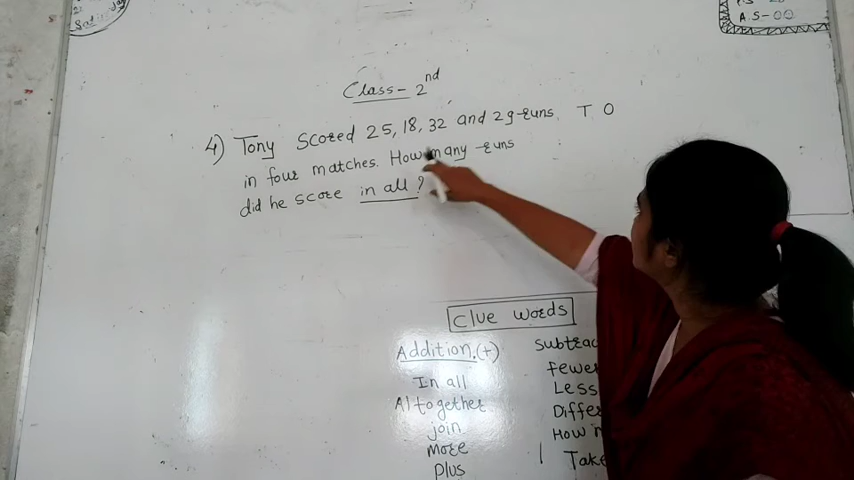 A.S-00
Class- 2nd
4) Tony Scored 25, 18, 32 and 29 runs T O
in four matches. How many runs
did he score in all ?
Clue words
Addition.(+)
In all
Altogether
join
more
plus
fewer
Less